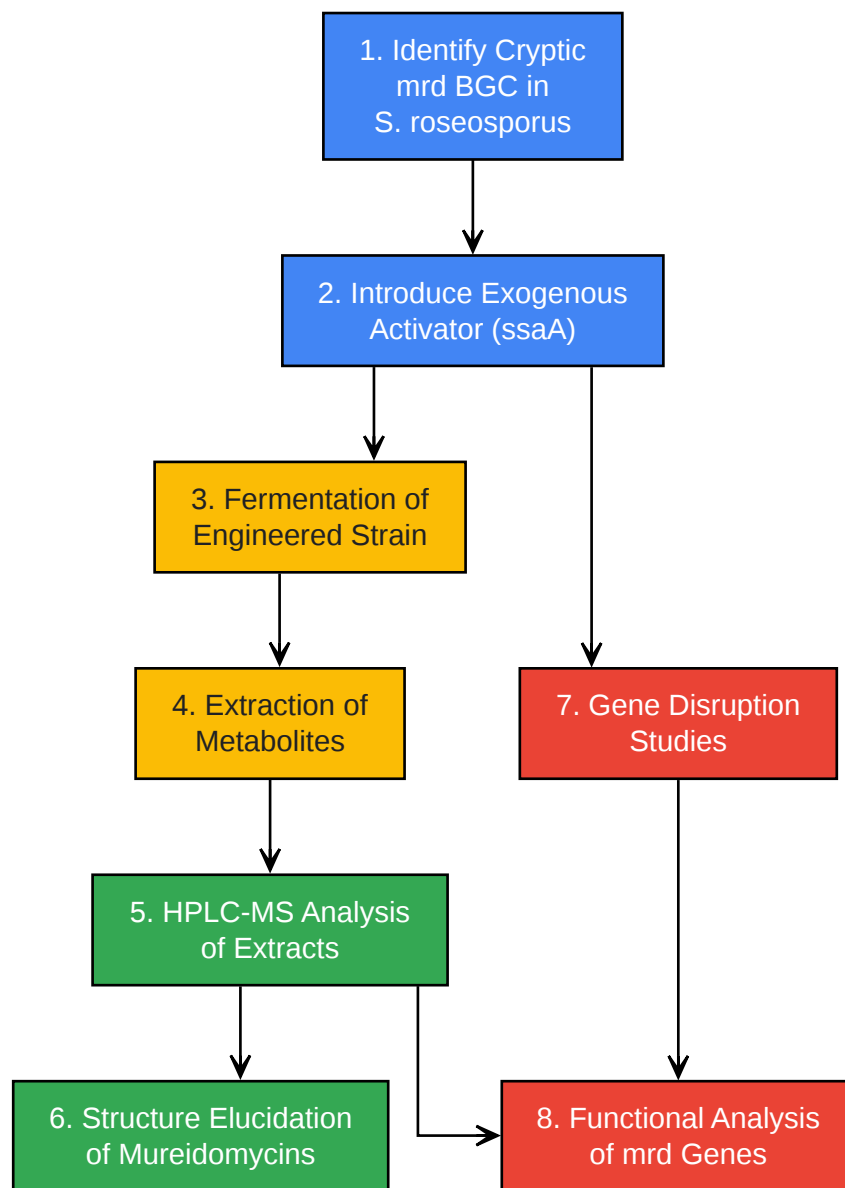 1. Identify Cryptic
mrd BGC in
S. roseosporus
2. Introduce Exogenous
Activator (ssaA)
3. Fermentation of
Engineered Strain
4. Extraction of
Metabolites
7. Gene Disruption
Studies
5. HPLC-MS Analysis
of Extracts
6. Structure Elucidation
of Mureidomycins
8. Functional Analysis
of mrd Genes